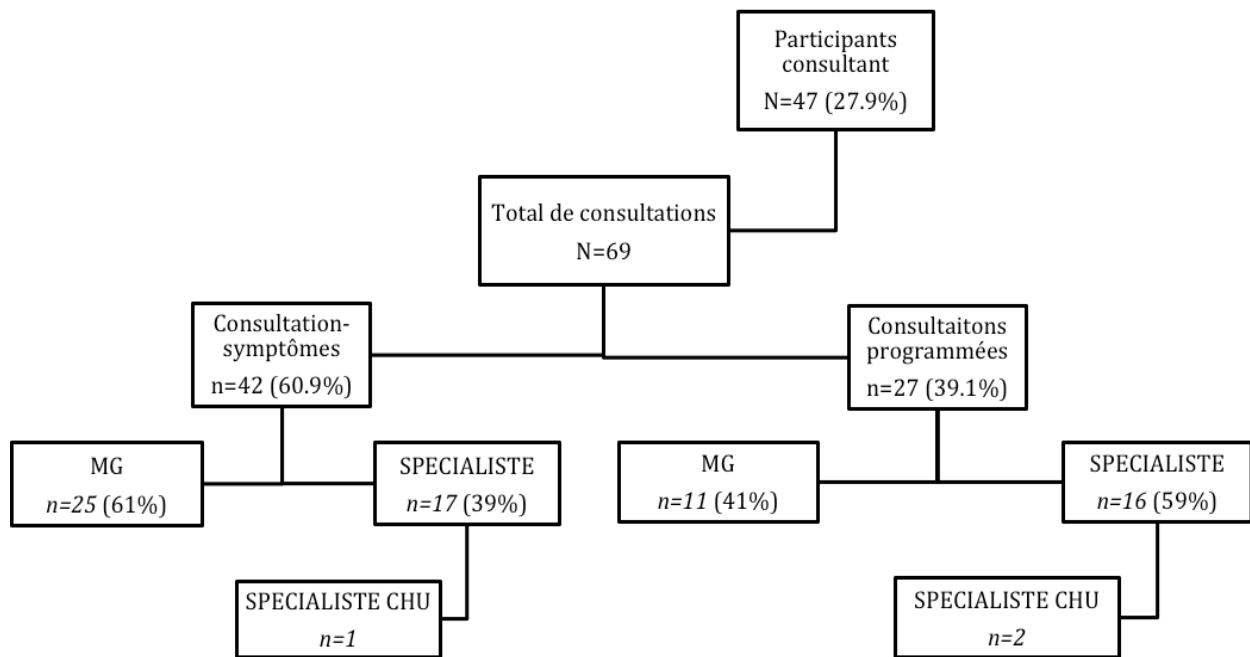 Participants
consultant
N=47 (27.9%)
Total de consultations
N=69
Consultation-
symptômes
n=42 (60.9%)
Consultaitons
programmées
n=27 (39.1%)
MG
n=25 (61%)
SPECIALISTE
n=17 (39%)
MG
n=11 (41%)
SPECIALISTE
n=16 (59%)
SPECIALISTE CHU
n=1
SPECIALISTE CHU
n=2